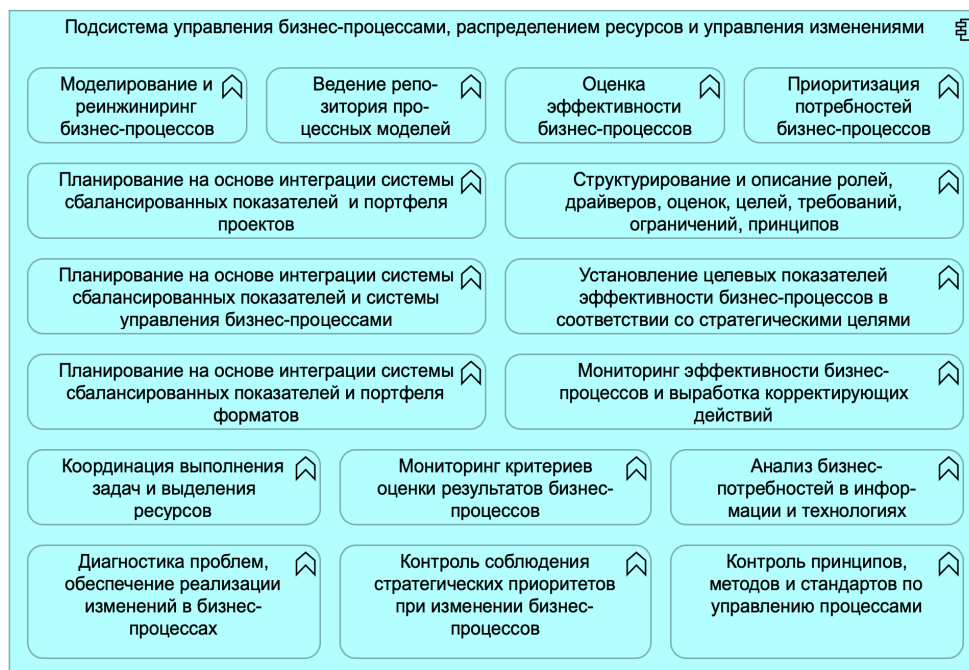 Подсистема управления бизнес-процессами, распределением ресурсов и управления изменениями
Моделирование и
реинжиниринг
бизнес-процессов
Ведение репо-
зитория про-
цессных моделей
Оценка
эффективности
бизнес-процессов
Приоритизация
потребностей
бизнес-процессов
Планирование на основе интеграции системы
сбалансированных показателей и портфеля
проектов
Структурирование и описание ролей,
драйверов, оценок, целей, требований,
ограничений, принципов
Планирование на основе интеграции системы
сбалансированных показателей и системы
управления бизнес-процессами
Установление целевых показателей
эффективности бизнес-процессов в
соответствии со стратегическими целями
Планирование на основе интеграции системы
сбалансированных показателей и портфеля
форматов
Мониторинг эффективности бизнес-
процессов и выработка корректирующих
действий
Координация выполнения
задач и выделения
ресурсов
Мониторинг критериев
оценки результатов бизнес-
процессов
Анализ бизнес-
потребностей в инфор-
мации и технологиях
Диагностика проблем,
обеспечение реализации
изменений в бизнес-
процессах
Контроль соблюдения
стратегических приоритетов
при изменении бизнес-
процессов
Контроль принципов,
методов и стандартов по
управлению процессами